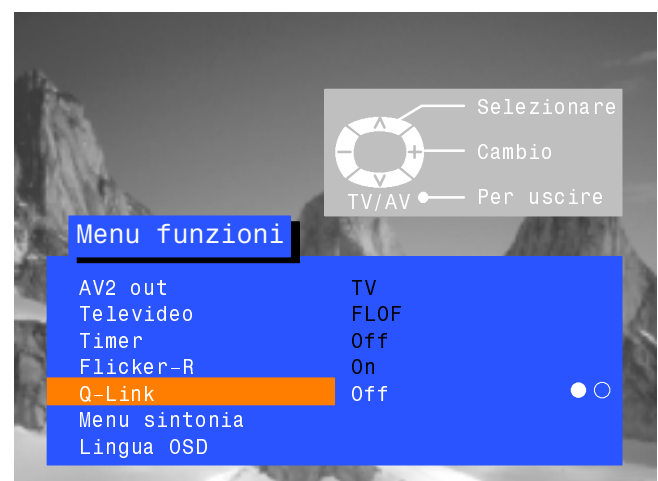 Selezionare
Cambio
TV/AV Per uscire
Menu funzioni
AV2 out TV
Televideo FLOF
Timer Off
Flicker-R On
Q-Link Off
Menu sintonia
Lingua OSD